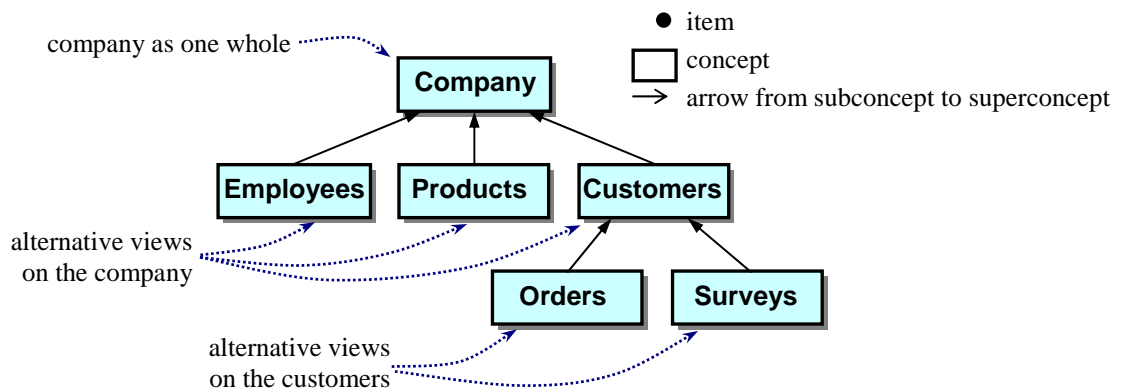 company as one whole
item
concept
arrow from subconcept to superconcept
Company
Employees
Products
Customers
alternative views
on the company
Orders
Surveys
alternative views
on the customers